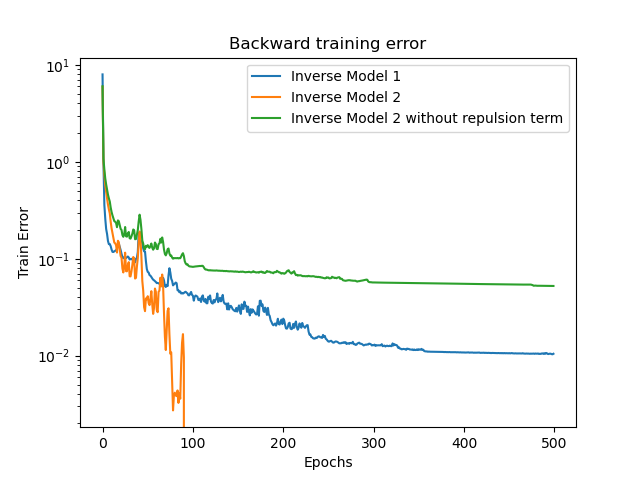 Backward training error
Inverse Model 1
Inverse Model 2
Inverse Model 2 without repulsion term
Train Error
10^1
10^0
10^−1
10^−2
0 100 200 300 400 500
Epochs